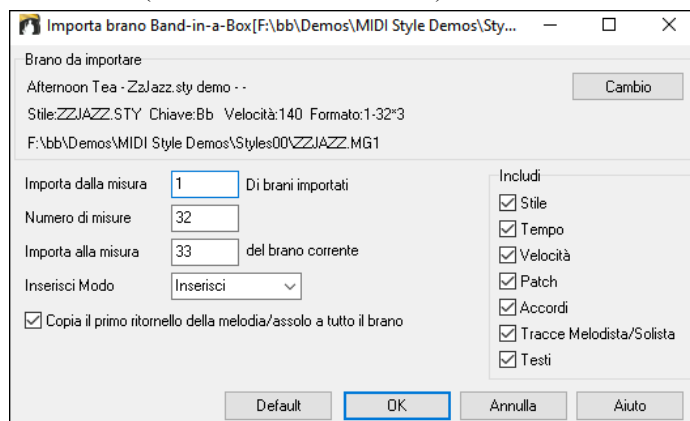 Importa brano Band-in-a-Box[F:\bb\Demos\MIDI Style Demos\Sty...
Brano da importare
Afternoon Tea - ZzJazz.sty demo - -
Cambio
Stile:ZZJAZZ.STY Chiave:Bb Velocità:140 Formato:1-32*3
F:\bb\Demos\MIDI Style Demos\Styles00\ZZJAZZ.MG1
Importa dalla misura 1 Di brani importati
Numero di misure 32
Importa alla misura 33 del brano corrente
Inserisci Modo Inserisci
Copia il primo ritornello della melodia/assolo a tutto il brano
Includi
Stile
Tempo
Velocità
Patch
Accordi
Tracce Melodista/Solista
Testi
Default OK Annulla Aiuto